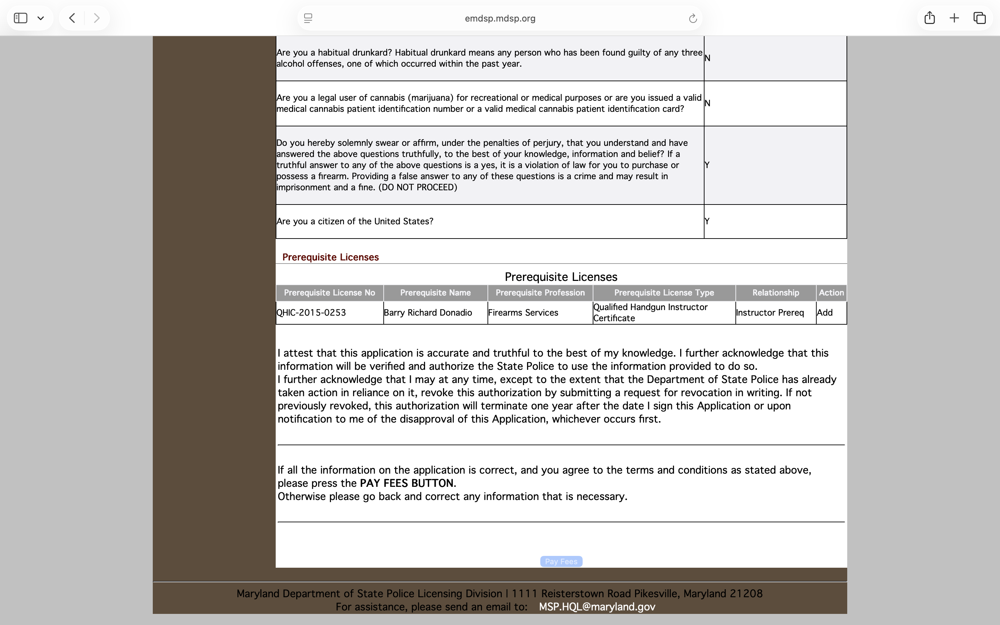 emdsp.mdsp.org
Are you a habitual drunkard? Habitual drunkard means any person who has been found guilty of any three
alcohol offenses, one of which occurred within the past year.
N
Are you a legal user of cannabis (marijuana) for recreational or medical purposes or are you issued a valid
medical cannabis patient identification number or a valid medical cannabis patient identification card?
N
Do you hereby solemnly swear or affirm, under the penalties of perjury, that you understand and have
answered the above questions truthfully, to the best of your knowledge, information and belief? If a
truthful answer to any of the above questions is a yes, it is a violation of law for you to purchase or
possess a firearm. Providing a false answer to any of these questions is a crime and may result in
imprisonment and a fine. (DO NOT PROCEED)
Y
Are you a citizen of the United States?
Y
Prerequisite Licenses
Prerequisite Licenses
Prerequisite License No Prerequisite Name Prerequisite Profession Prerequisite License Type Relationship Action
QHIC-2015-0253 Barry Richard Donadio Firearms Services Qualified Handgun Instructor Certificate Instructor Prereq Add
I attest that this application is accurate and truthful to the best of my knowledge. I further acknowledge that this
information will be verified and authorize the State Police to use the information provided to do so.
I further acknowledge that I may at any time, except to the extent that the Department of State Police has already
taken action in reliance on it, revoke this authorization by submitting a request for revocation in writing. If not
previously revoked, this authorization will terminate one year after the date I sign this Application or upon
notification to me of the disapproval of this Application, whichever occurs first.
If all the information on the application is correct, and you agree to the terms and conditions as stated above,
please press the PAY FEES BUTTON.
Otherwise please go back and correct any information that is necessary.
Pay Fees
Maryland Department of State Police Licensing Division | 1111 Reisterstown Road Pikesville, Maryland 21208
For assistance, please send an email to: MSP.HQL@maryland.gov